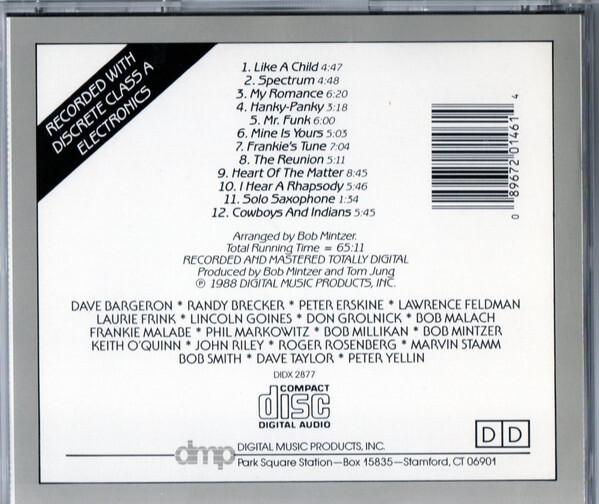 RECORDED WITH
DISCRETE CLASS A
ELECTRONICS
1. Like A Child 4:47
2. Spectrum 4:48
3. My Romance 6:20
4. Hanky-Panky 3:18
5. Mr. Funk 6:00
6. Mine Is Yours 5:03
7. Frankie's Tune 7:04
8. The Reunion 5:11
9. Heart Of The Matter 8:45
10. I Hear A Rhapsody 5:46
11. Solo Saxophone 1:34
12. Cowboys And Indians 5:45
0 89672 01461 4
Arranged by Bob Mintzer.
Total Running Time = 65:11
RECORDED AND MASTERED TOTALLY DIGITAL
Produced by Bob Mintzer and Tom Jung
℗ 1988 DIGITAL MUSIC PRODUCTS, INC.
DAVE BARGERON * RANDY BRECKER * PETER ERSKINE * LAWRENCE FELDMAN
LAURIE FRINK * LINCOLN GOINES * DON GROLNICK * BOB MALACH
FRANKIE MALABE * PHIL MARKOWITZ * BOB MILLIKAN * BOB MINTZER
KEITH O'QUINN * JOHN RILEY * ROGER ROSENBERG * MARVIN STAMM
BOB SMITH * DAVE TAYLOR * PETER YELLIN
DIDX 2877
COMPACT
disc
DIGITAL AUDIO
D D
dmp
DIGITAL MUSIC PRODUCTS, INC.
Park Square Station—Box 15835—Stamford, CT 06901